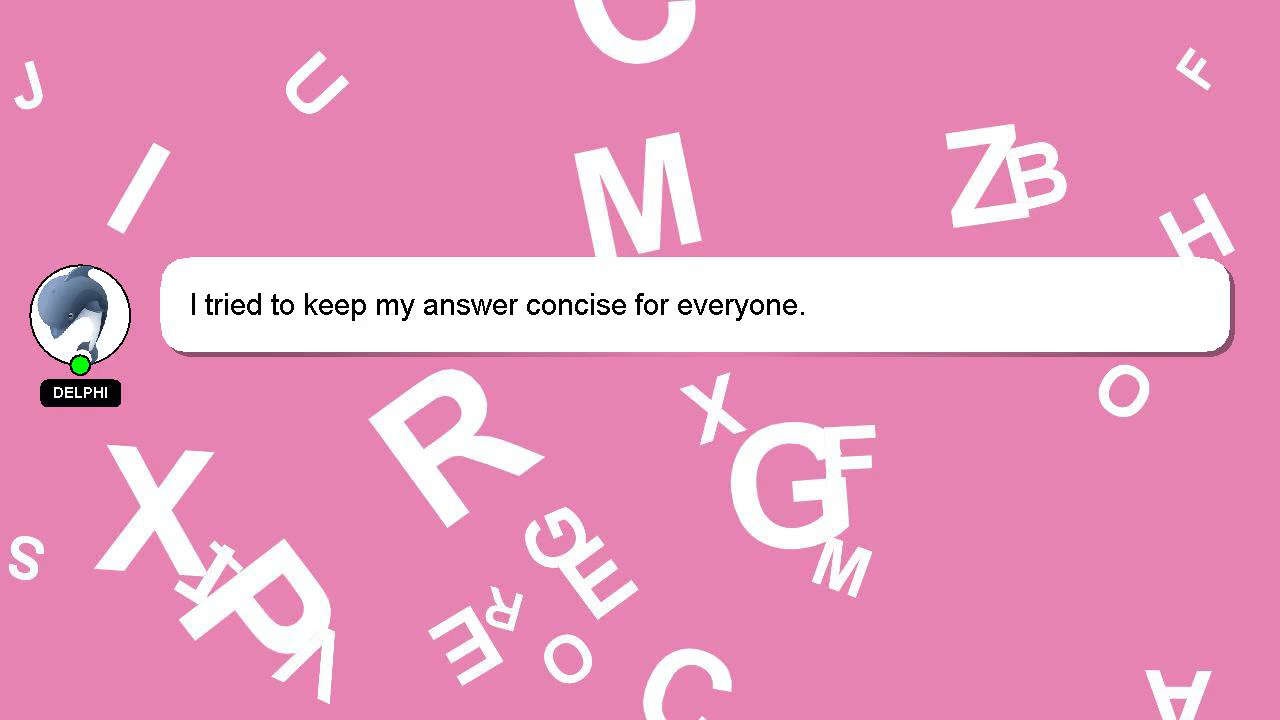 C
J
U
F
I
M
Z
B
H
I tried to keep my answer concise for everyone.
DELPHI
R
X
O
G
F
X
S
G
E
M
P
R
E
O
V
C
A